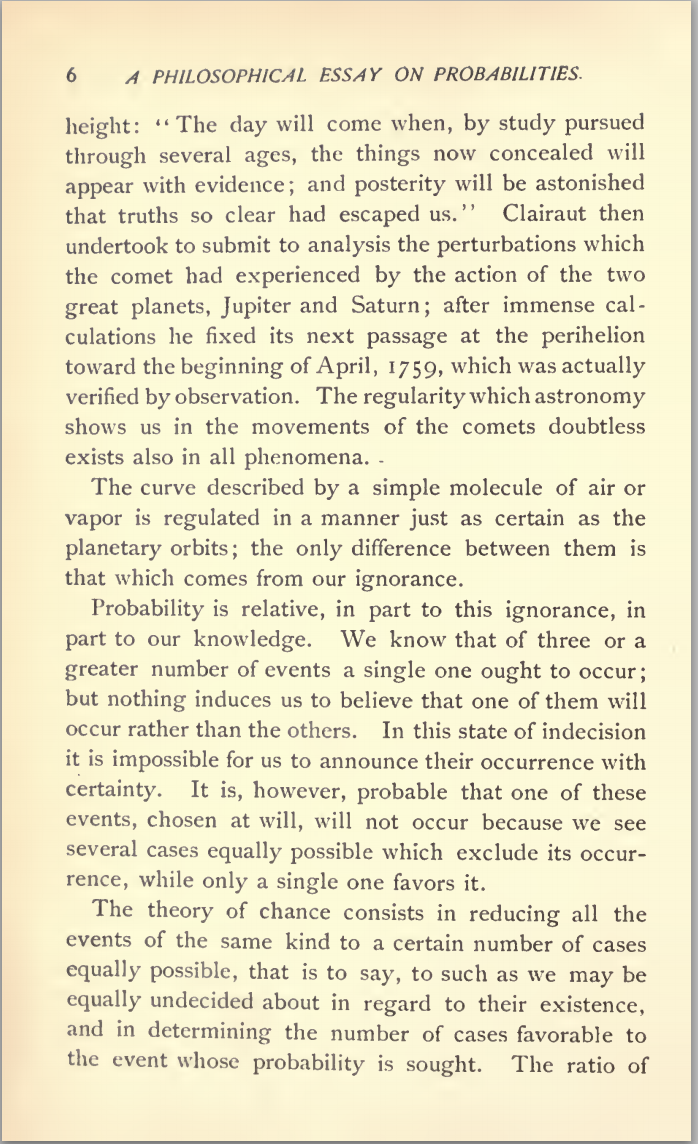 6 A PHILOSOPHICAL ESSAY ON PROBABILITIES.
height: “The day will come when, by study pursued
through several ages, the things now concealed will
appear with evidence; and posterity will be astonished
that truths so clear had escaped us.” Clairaut then
undertook to submit to analysis the perturbations which
the comet had experienced by the action of the two
great planets, Jupiter and Saturn; after immense cal-
culations he fixed its next passage at the perihelion
toward the beginning of April, 1759, which was actually
verified by observation. The regularity which astronomy
shows us in the movements of the comets doubtless
exists also in all phenomena. -
The curve described by a simple molecule of air or
vapor is regulated in a manner just as certain as the
planetary orbits; the only difference between them is
that which comes from our ignorance.
Probability is relative, in part to this ignorance, in
part to our knowledge. We know that of three or a
greater number of events a single one ought to occur;
but nothing induces us to believe that one of them will
occur rather than the others. In this state of indecision
it is impossible for us to announce their occurrence with
certainty. It is, however, probable that one of these
events, chosen at will, will not occur because we see
several cases equally possible which exclude its occur-
rence, while only a single one favors it.
The theory of chance consists in reducing all the
events of the same kind to a certain number of cases
equally possible, that is to say, to such as we may be
equally undecided about in regard to their existence,
and in determining the number of cases favorable to
the event whose probability is sought. The ratio of